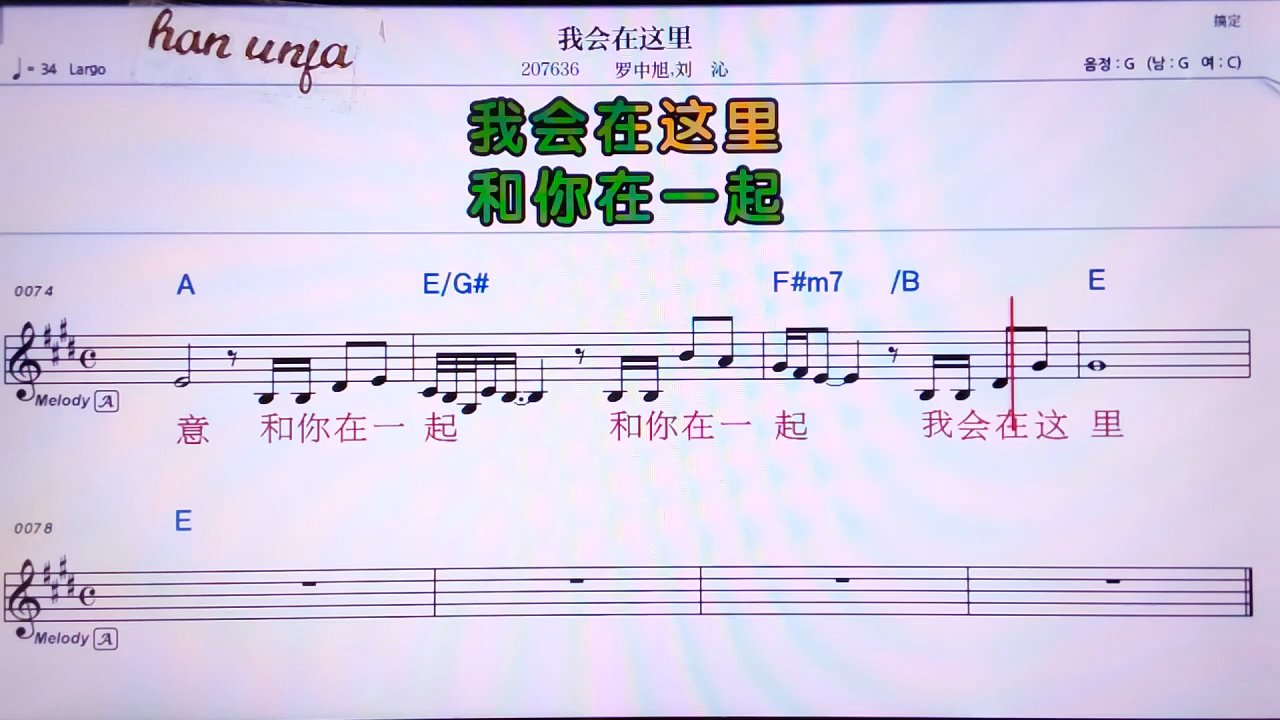 han unfa
我会在这里
搞定
♩= 34 Largo
207636 罗中旭,刘 沁
음정 : G (남 : G 여 : C)
我会在这里
和你在一起
0074
A E/G# F#m7 /B E
Melody A
意 和你在一 起 和你在一 起 我会在这 里
0078
E
Melody A